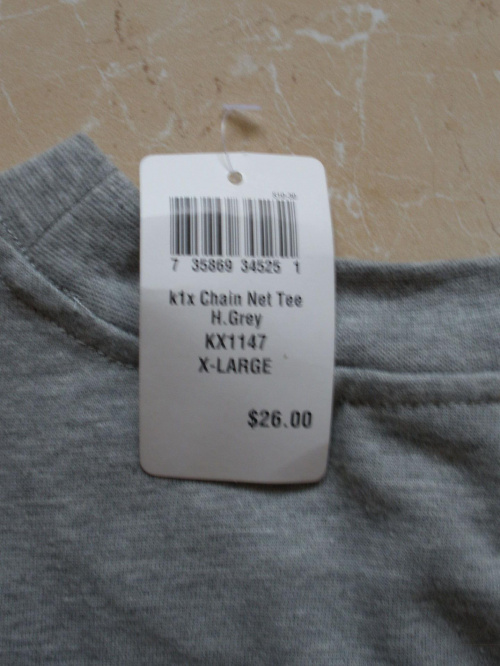 7 35869 34525 1
k1x Chain Net Tee
H.Grey
KX1147
X-LARGE
$26.00